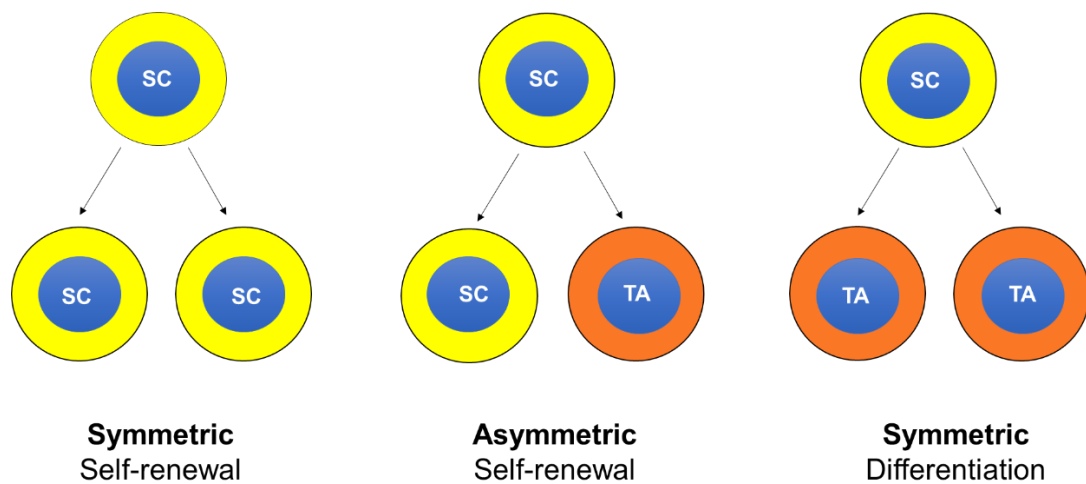 SC
SC
SC
SC
SC
SC
TA
TA
TA
Symmetric
Asymmetric
Symmetric
Self-renewal
Self-renewal
Differentiation